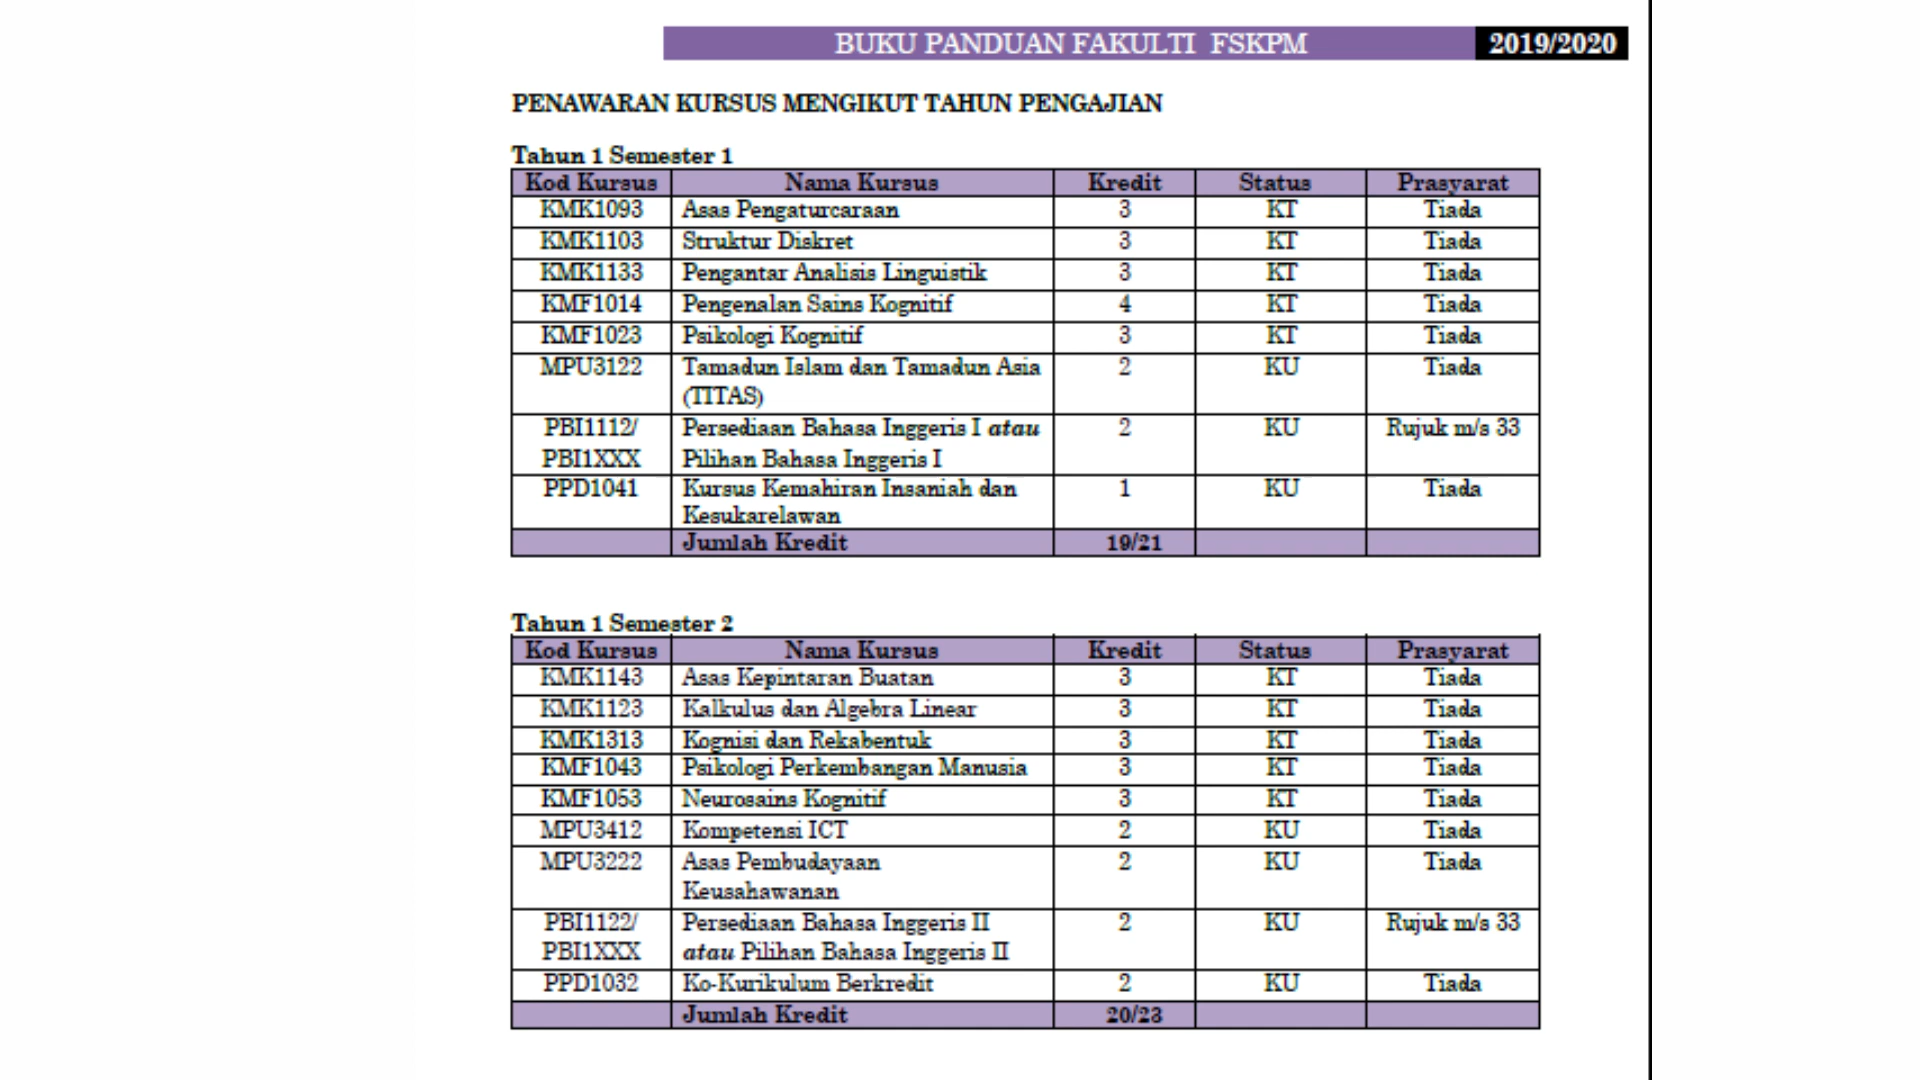 BUKU PANDUAN FAKULTI FSKPM 2019/2020
PENAWARAN KURSUS MENGIKUT TAHUN PENGAJIAN
Tahun 1 Semester 1
Kod Kursus Nama Kursus Kredit Status Prasyarat
KMK1093 Asas Pengaturcaraan 3 KT Tiada
KMK1103 Struktur Diskret 3 KT Tiada
KMK1133 Pengantar Analisis Linguistik 3 KT Tiada
KMF1014 Pengenalan Sains Kognitif 4 KT Tiada
KMF1023 Psikologi Kognitif 3 KT Tiada
MPU3122 Tamadun Islam dan Tamadun Asia 2 KU Tiada
(TITAS)
PBI1112/ Persediaan Bahasa Inggeris I atau 2 KU Rujuk m/s 33
PBI1XXX Pilihan Bahasa Inggeris I
PPD1041 Kursus Kemahiran Insaniah dan 1 KU Tiada
Kesukarelawan
Jumlah Kredit 19/21
Tahun 1 Semester 2
Kod Kursus Nama Kursus Kredit Status Prasyarat
KMK1143 Asas Kepintaran Buatan 3 KT Tiada
KMK1123 Kalkulus dan Algebra Linear 3 KT Tiada
KMK1313 Kognisi dan Rekabentuk 3 KT Tiada
KMF1043 Psikologi Perkembangan Manusia 3 KT Tiada
KMF1053 Neurosains Kognitif 3 KT Tiada
MPU3412 Kompetensi ICT 2 KU Tiada
MPU3222 Asas Pembudayaan 2 KU Tiada
Keusahawanan
PBI1122/ Persediaan Bahasa Inggeris II 2 KU Rujuk m/s 33
PBI1XXX atau Pilihan Bahasa Inggeris II
PPD1032 Ko-Kurikulum Berkredit 2 KU Tiada
Jumlah Kredit 20/23